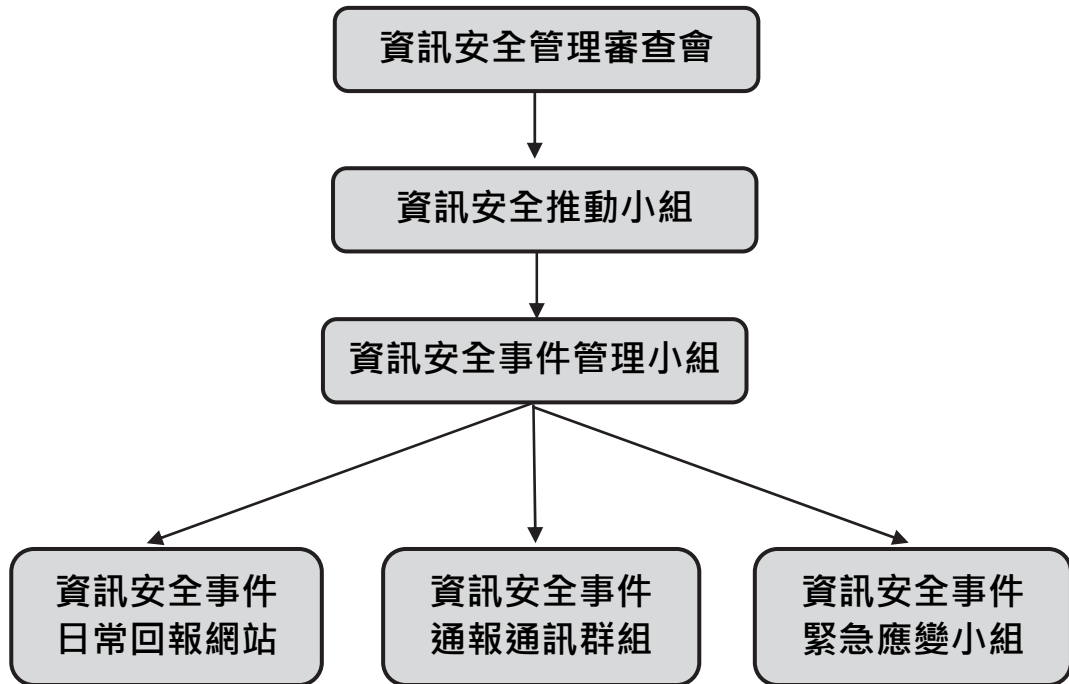 資訊安全管理審查會
資訊安全推動小組
資訊安全事件管理小組
資訊安全事件
日常回報網站
資訊安全事件
通報通訊群組
資訊安全事件
緊急應變小組